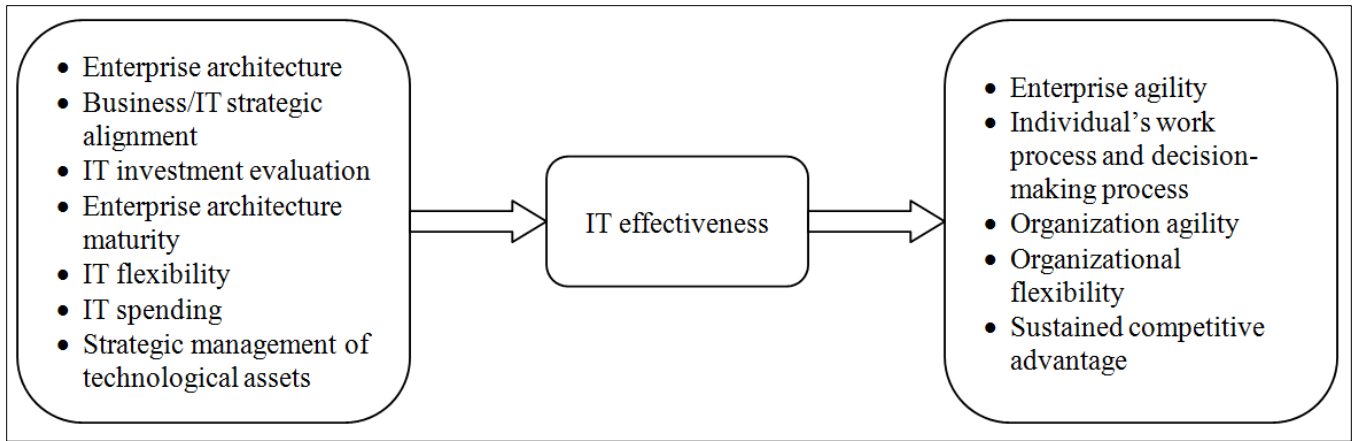 • Enterprise architecture
• Business/IT strategic
alignment
• IT investment evaluation
• Enterprise architecture
maturity
• IT flexibility
• IT spending
• Strategic management of
technological assets
IT effectiveness
• Enterprise agility
• Individual’s work
process and decision-
making process
• Organization agility
• Organizational
flexibility
• Sustained competitive
advantage